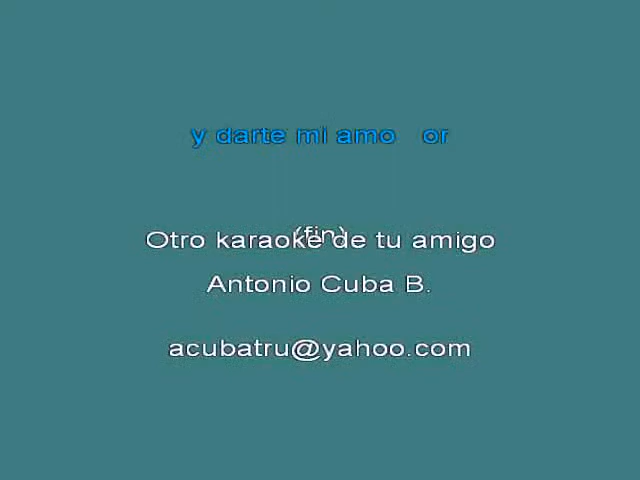 y darte mi amo or
(fin)
Otro karaoke de tu amigo
Antonio Cuba B.
acubatru@yahoo.com